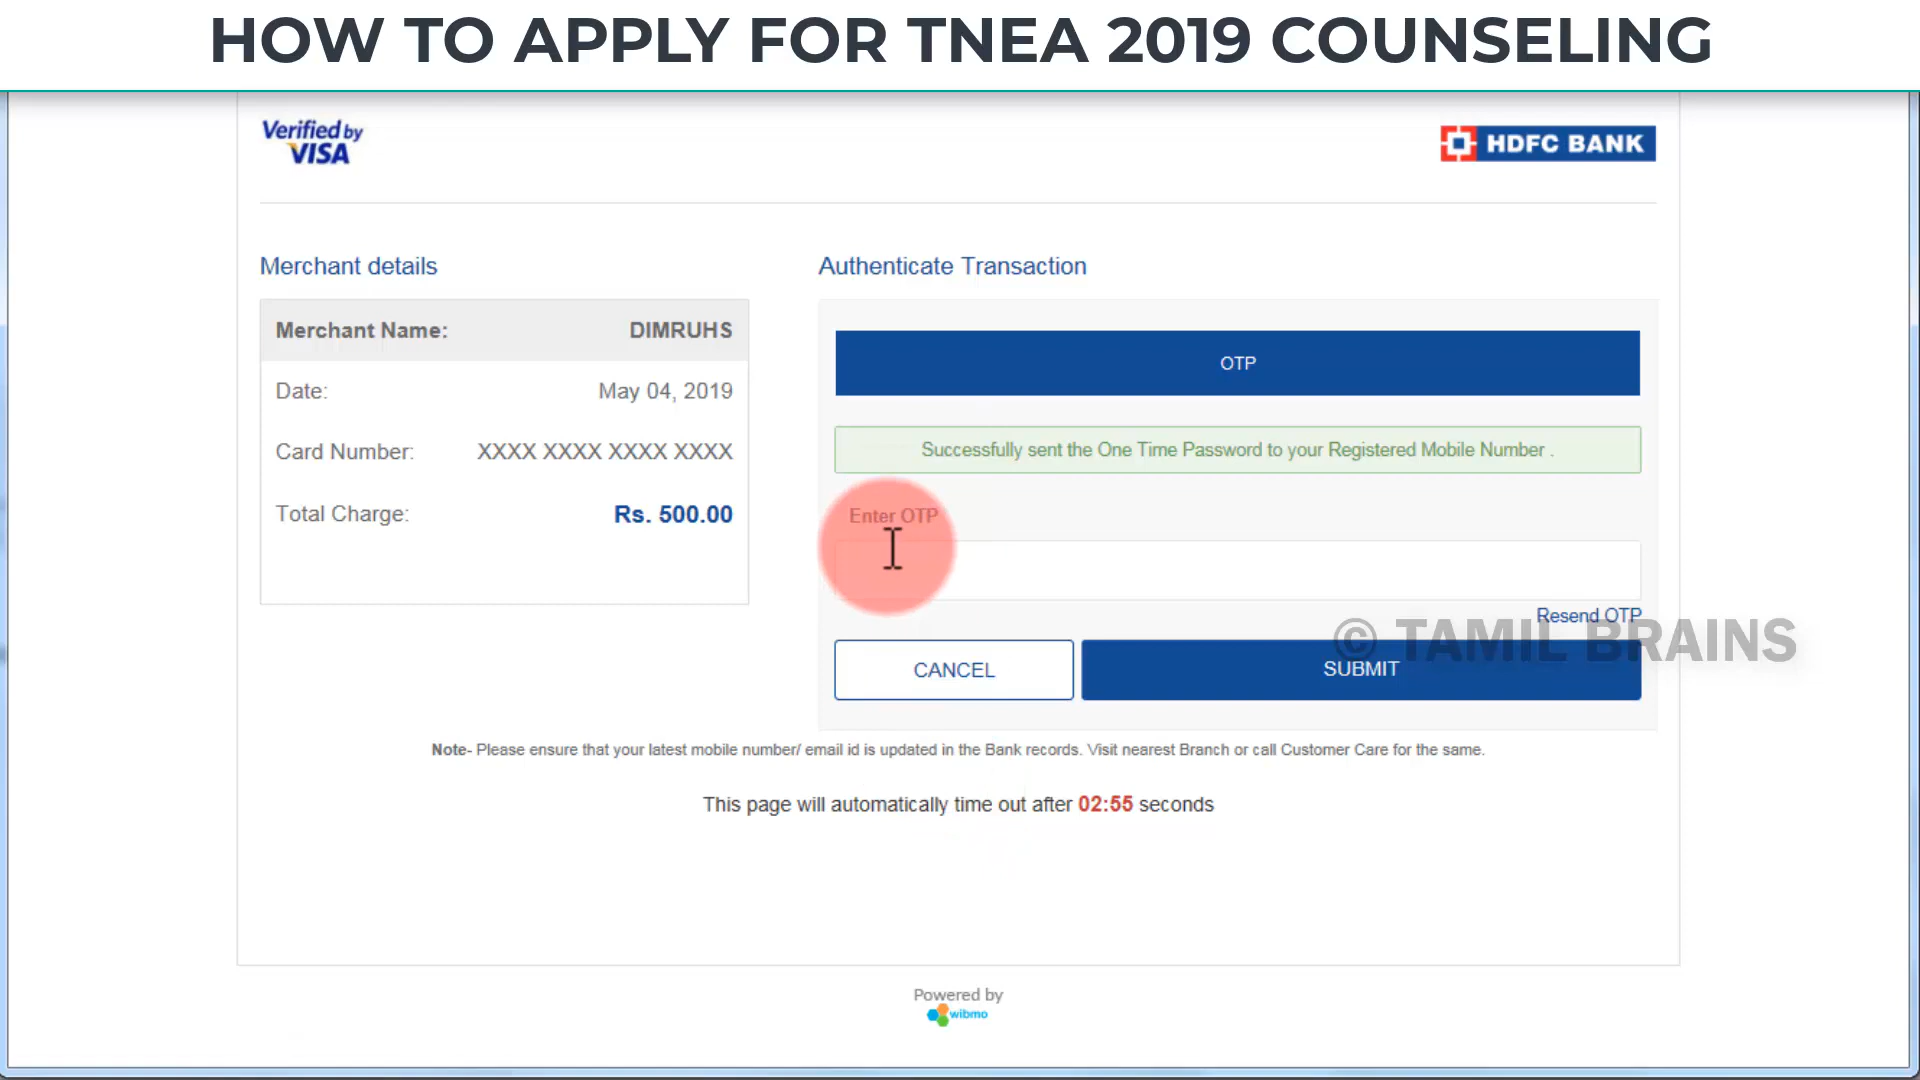 HOW TO APPLY FOR TNEA 2019 COUNSELING
Verified by
VISA
HDFC BANK
Merchant details
Merchant Name: DIMRUHS
Date: May 04, 2019
Card Number: XXXX XXXX XXXX XXXX
Total Charge: Rs. 500.00
Authenticate Transaction
OTP
Successfully sent the One Time Password to your Registered Mobile Number .
Enter OTP
Resend OTP
© TAMIL BRAINS
CANCEL SUBMIT
Note- Please ensure that your latest mobile number/ email id is updated in the Bank records. Visit nearest Branch or call Customer Care for the same.
This page will automatically time out after 02:55 seconds
Powered by
wibmo